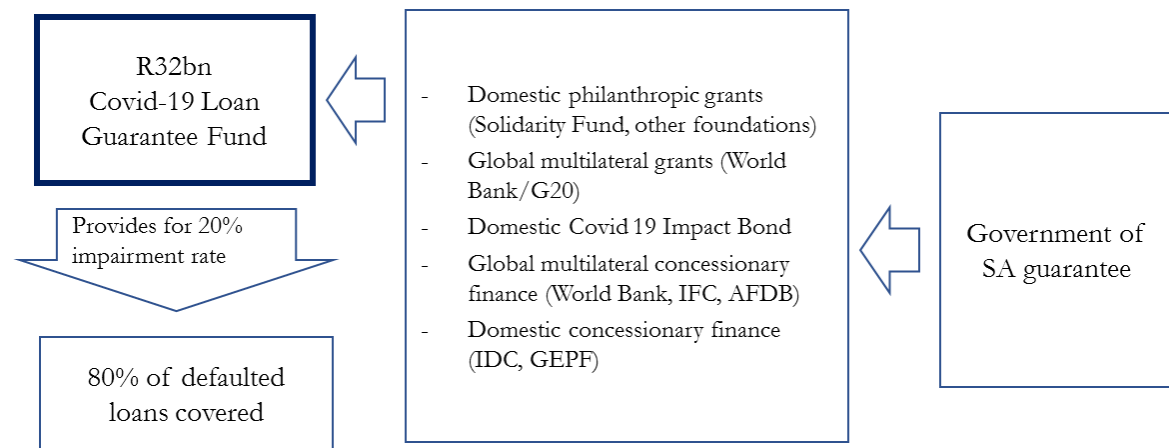 R32bn
Covid-19 Loan
Guarantee Fund
Provides for 20%
impairment rate
80% of defaulted
loans covered
- Domestic philanthropic grants
(Solidarity Fund, other foundations)
- Global multilateral grants (World
Bank/G20)
- Domestic Covid 19 Impact Bond
- Global multilateral concessionary
finance (World Bank, IFC, AFDB)
- Domestic concessionary finance
(IDC, GEPF)
Government of
SA guarantee